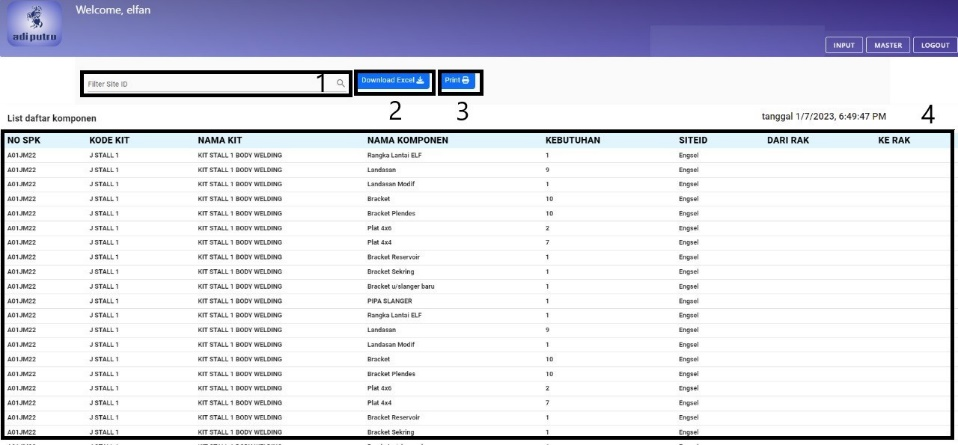 Welcome, elfan
adiputro
INPUT MASTER LOGOUT
Filter Site ID 1 Download Excel Print
2 3
List daftar komponen tanggal 1/7/2023, 6:49:47 PM 4
NO SPK KODE KIT NAMA KIT NAMA KOMPONEN KEBUTUHAN SITEID DARI RAK KE RAK
A01JM22 J STALL 1 KIT STALL 1 BODY WELDING Rangka Lantai ELF 1 Engsel
A01JM22 J STALL 1 KIT STALL 1 BODY WELDING Landasan 9 Engsel
A01JM22 J STALL 1 KIT STALL 1 BODY WELDING Landasan Modif 1 Engsel
A01JM22 J STALL 1 KIT STALL 1 BODY WELDING Bracket 10 Engsel
A01JM22 J STALL 1 KIT STALL 1 BODY WELDING Bracket Plendes 10 Engsel
A01JM22 J STALL 1 KIT STALL 1 BODY WELDING Plat 4x6 2 Engsel
A01JM22 J STALL 1 KIT STALL 1 BODY WELDING Plat 4x4 7 Engsel
A01JM22 J STALL 1 KIT STALL 1 BODY WELDING Bracket Reservoir 1 Engsel
A01JM22 J STALL 1 KIT STALL 1 BODY WELDING Bracket Sekring 1 Engsel
A01JM22 J STALL 1 KIT STALL 1 BODY WELDING Bracket u/slanger baru 1 Engsel
A01JM22 J STALL 1 KIT STALL 1 BODY WELDING PIPA SLANGER 1 Engsel
A01JM22 J STALL 1 KIT STALL 1 BODY WELDING Rangka Lantai ELF 1 Engsel
A01JM22 J STALL 1 KIT STALL 1 BODY WELDING Landasan 9 Engsel
A01JM22 J STALL 1 KIT STALL 1 BODY WELDING Landasan Modif 1 Engsel
A01JM22 J STALL 1 KIT STALL 1 BODY WELDING Bracket 10 Engsel
A01JM22 J STALL 1 KIT STALL 1 BODY WELDING Bracket Plendes 10 Engsel
A01JM22 J STALL 1 KIT STALL 1 BODY WELDING Plat 4x6 2 Engsel
A01JM22 J STALL 1 KIT STALL 1 BODY WELDING Plat 4x4 7 Engsel
A01JM22 J STALL 1 KIT STALL 1 BODY WELDING Bracket Reservoir 1 Engsel
A01JM22 J STALL 1 KIT STALL 1 BODY WELDING Bracket Sekring 1 Engsel